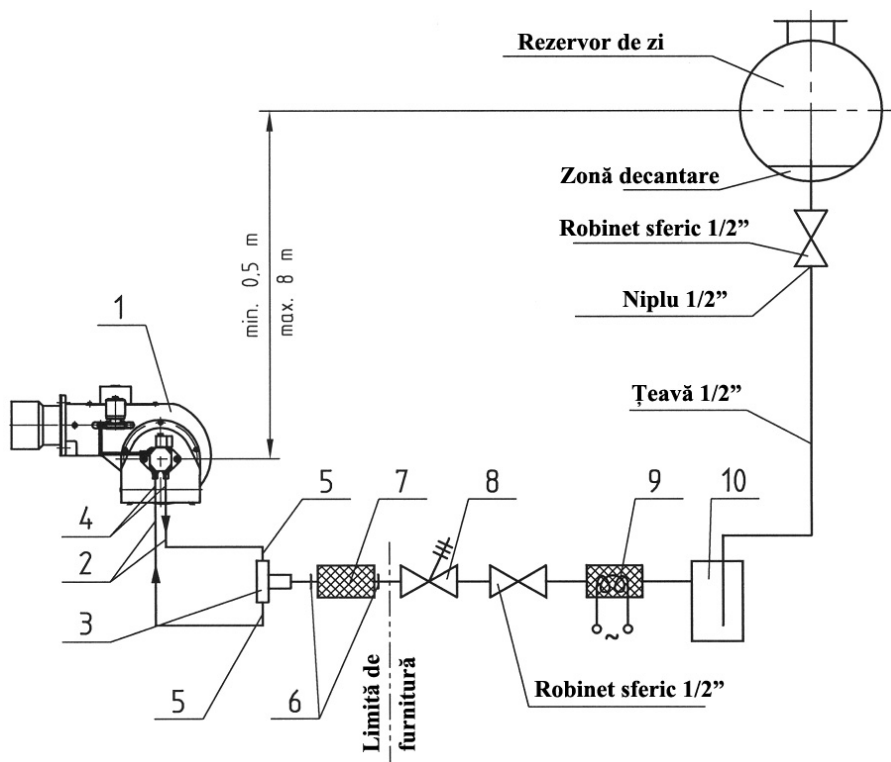 Rezervor de zi
Zonă decantare
Robinet sferic 1/2”
Niplu 1/2”
min. 0,5 m
max. 8 m
1
Țeavă 1/2”
4
2
3
5
5
7
6
8
9
10
~
Limită de
furnitură
Robinet sferic 1/2”